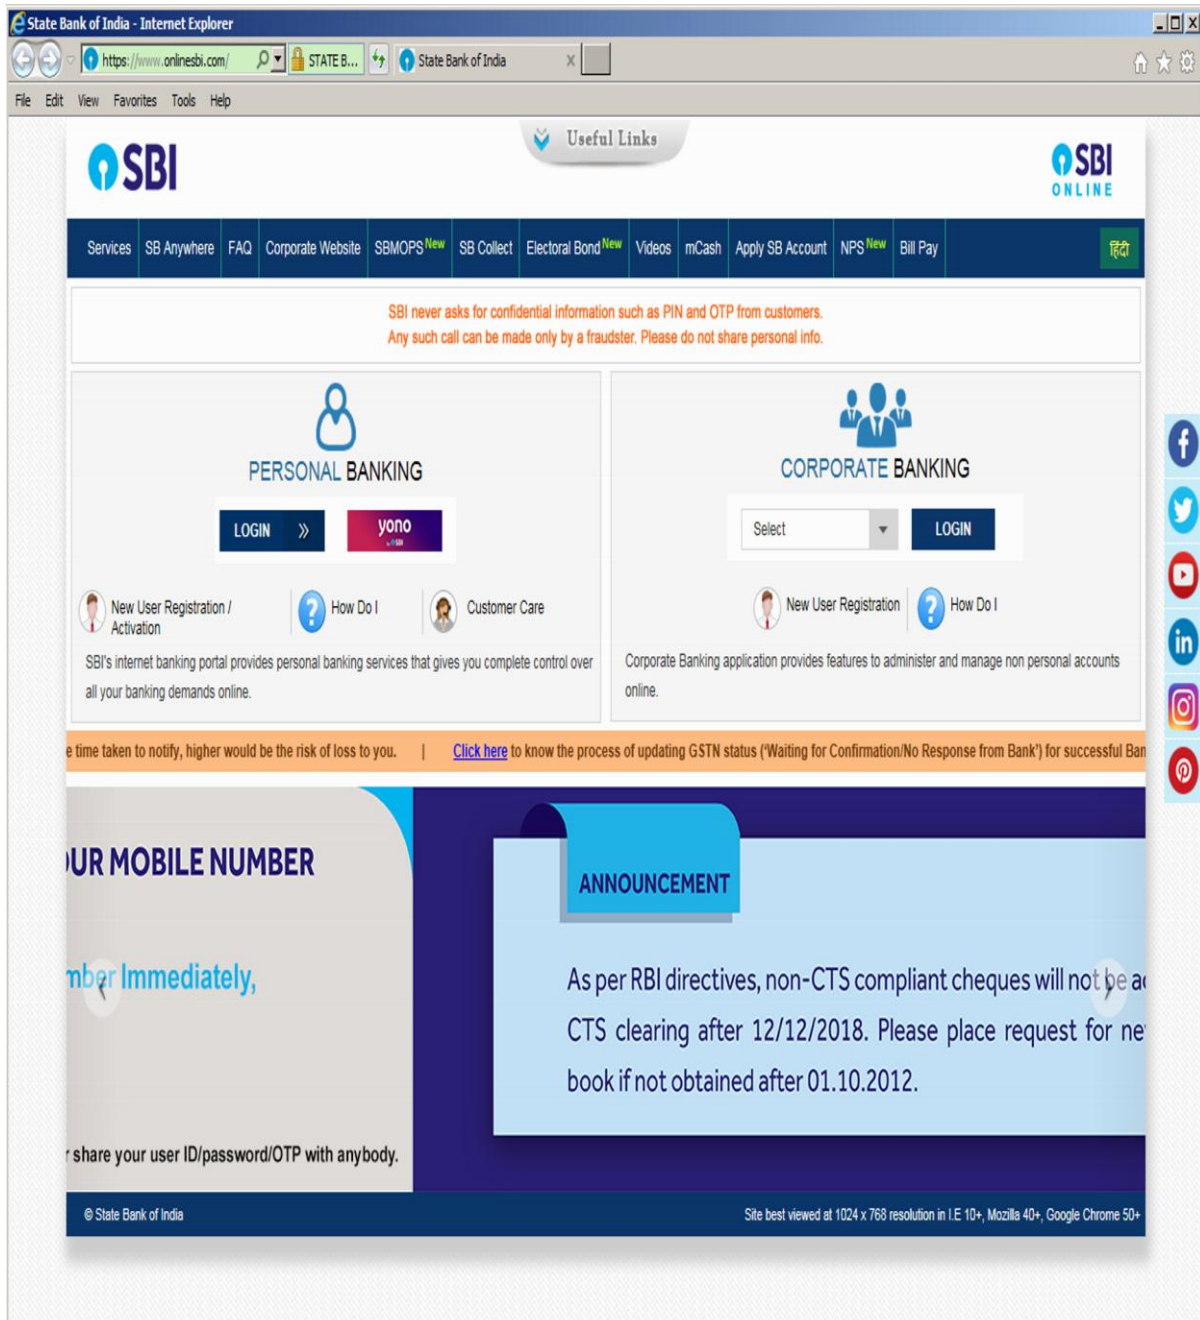 State Bank of India - Internet Explorer
https://www.onlinesbi.com/ STATE B... State Bank of India
File Edit View Favorites Tools Help
Useful Links
SBI
SBI
ONLINE
Services SB Anywhere FAQ Corporate Website SBMOPS New SB Collect Electoral Bond New Videos mCash Apply SB Account NPS New Bill Pay हिंदी
SBI never asks for confidential information such as PIN and OTP from customers.
Any such call can be made only by a fraudster. Please do not share personal info.
PERSONAL BANKING
LOGIN »
yono
by SBI
New User Registration /
Activation
How Do I
Customer Care
SBI's internet banking portal provides personal banking services that gives you complete control over
all your banking demands online.
CORPORATE BANKING
Select
LOGIN
New User Registration
How Do I
Corporate Banking application provides features to administer and manage non personal accounts
online.
e time taken to notify, higher would be the risk of loss to you. | Click here to know the process of updating GSTN status ('Waiting for Confirmation/No Response from Bank') for successful Ban
OUR MOBILE NUMBER
mber Immediately,
r share your user ID/password/OTP with anybody.
ANNOUNCEMENT
As per RBI directives, non-CTS compliant cheques will not be ac
CTS clearing after 12/12/2018. Please place request for ne
book if not obtained after 01.10.2012.
© State Bank of India
Site best viewed at 1024 x 768 resolution in I.E 10+, Mozilla 40+, Google Chrome 50+